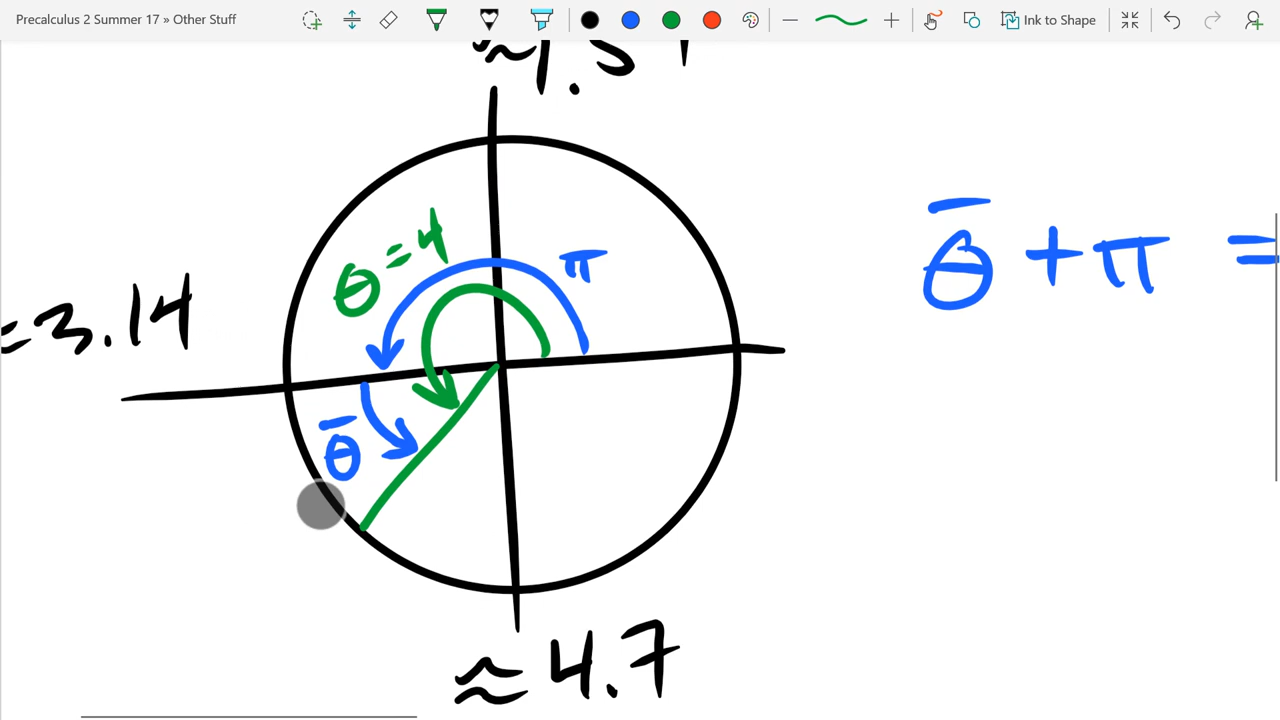 Precalculus 2 Summer 17 » Other Stuff
Ink to Shape
θ = 4
π
θ̄ + π =
= 3.14
θ̄
≈ 4.7